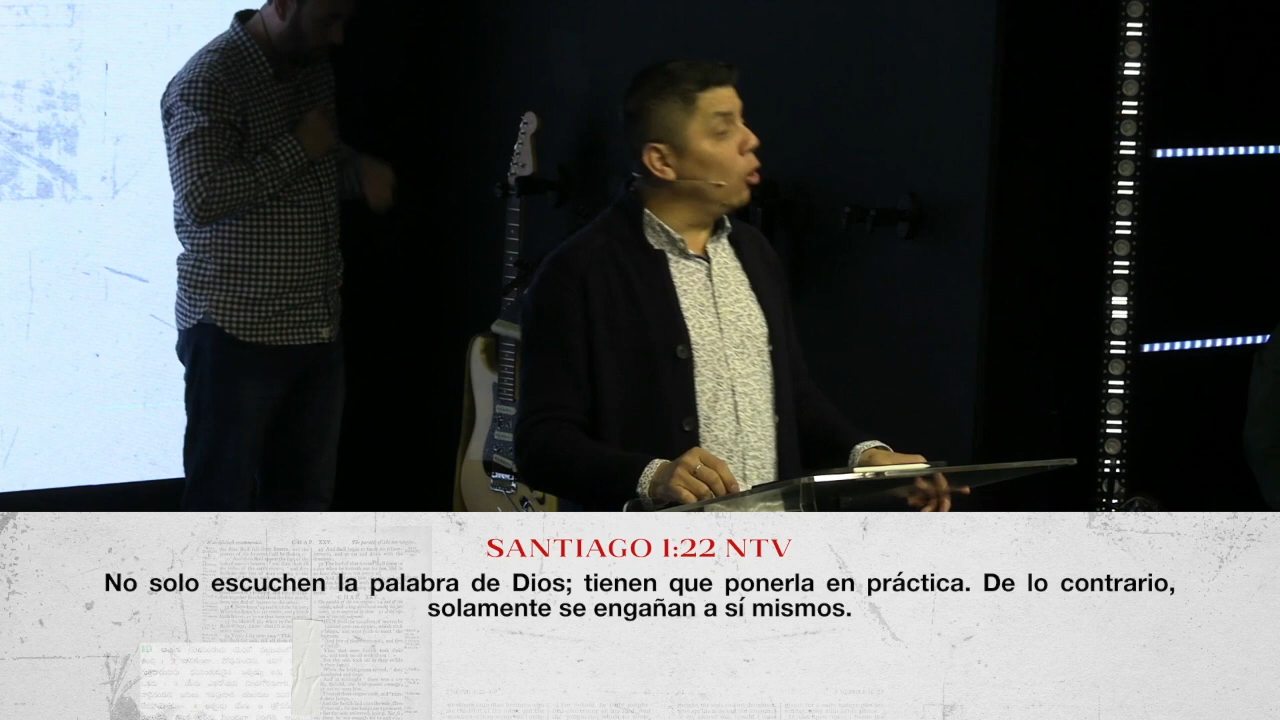 SANTIAGO 1:22 NTV
No solo escuchen la palabra de Dios; tienen que ponerla en práctica. De lo contrario,
solamente se engañan a sí mismos.